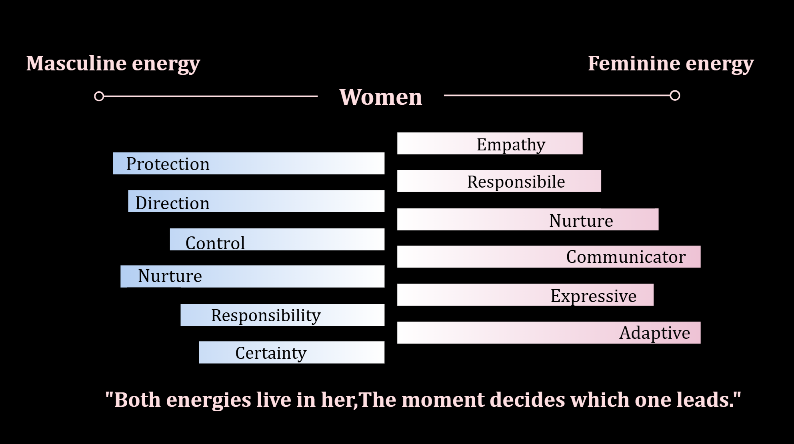 Masculine energy
Feminine energy
Women
Protection
Direction
Control
Nurture
Responsibility
Certainty
Empathy
Responsibile
Nurture
Communicator
Expressive
Adaptive
"Both energies live in her,The moment decides which one leads."